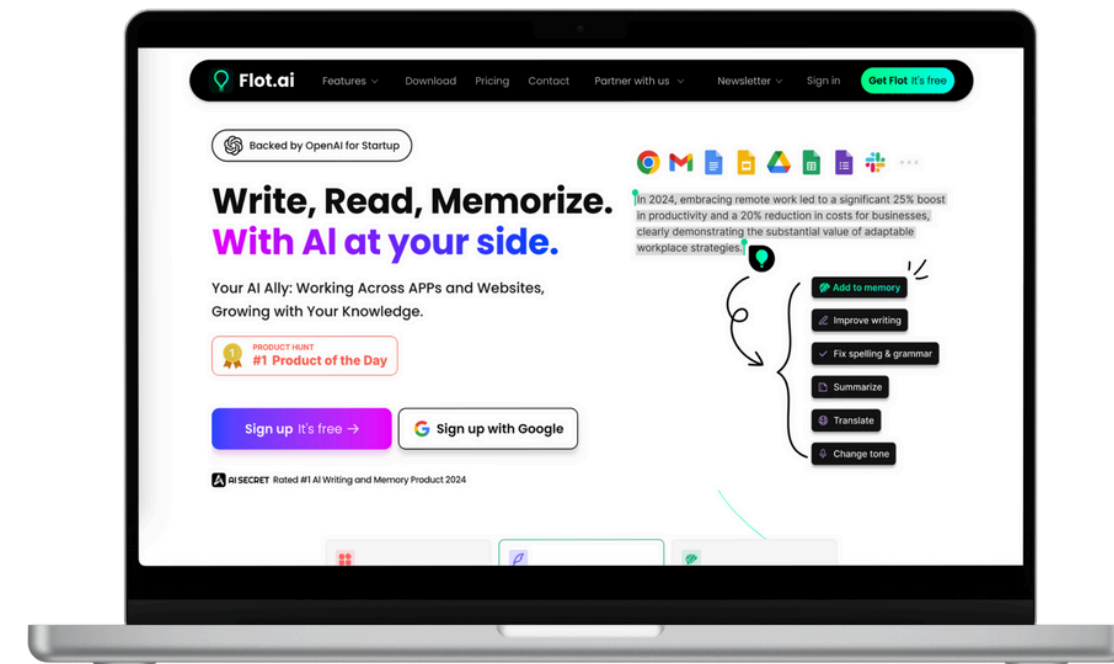 Flot.ai
Features
Download
Pricing
Contact
Partner with us
Newsletter
Sign in
Get Flot It's free
Backed by OpenAI for Startup
Write, Read, Memorize.
With AI at your side.
Your AI Ally: Working Across APPs and Websites,
Growing with Your Knowledge.
PRODUCT HUNT
#1 Product of the Day
1
Sign up It's free →
Sign up with Google
AI SECRET Rated #1 AI Writing and Memory Product 2024
In 2024, embracing remote work led to a significant 25% boost
in productivity and a 20% reduction in costs for businesses,
clearly demonstrating the substantial value of adaptable
workplace strategies.
Add to memory
Improve writing
Fix spelling & grammar
Summarize
Translate
Change tone